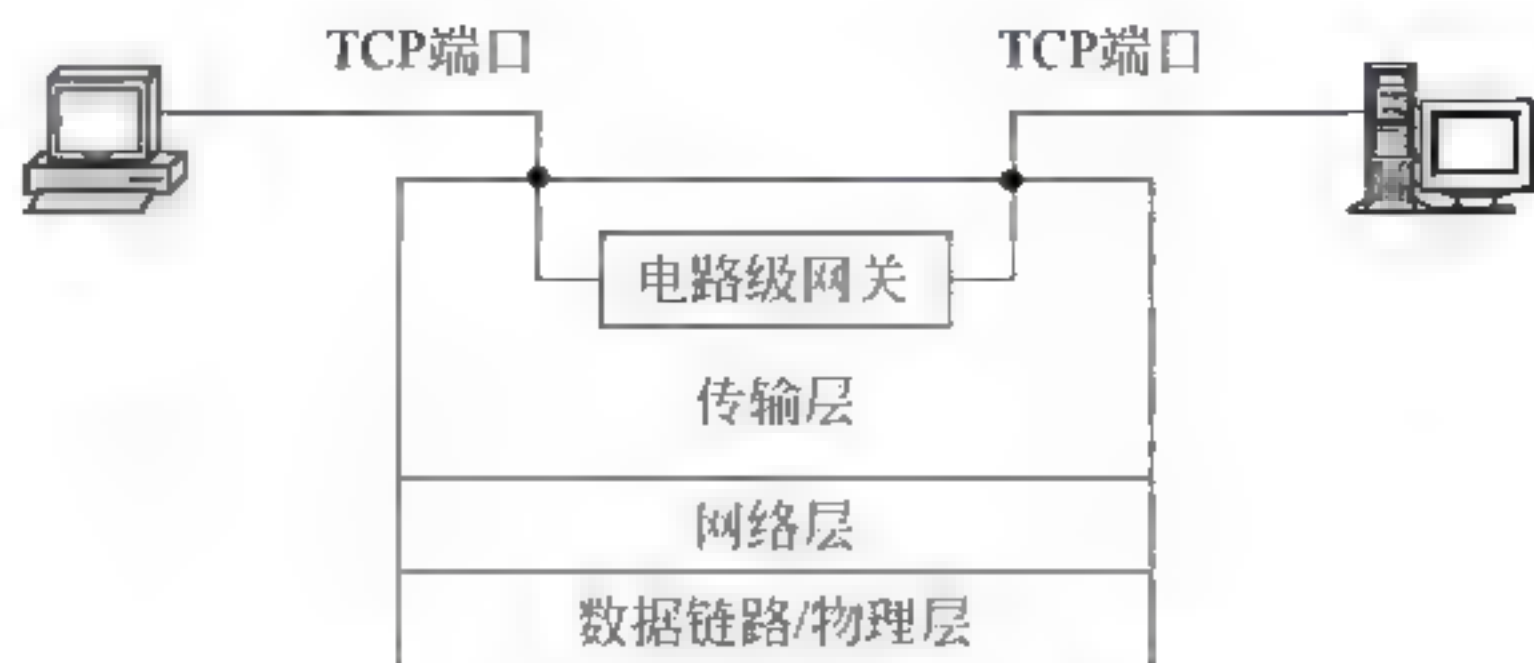 TCP端口
TCP端口
电路级网关
传输层
网络层
数据链路/物理层